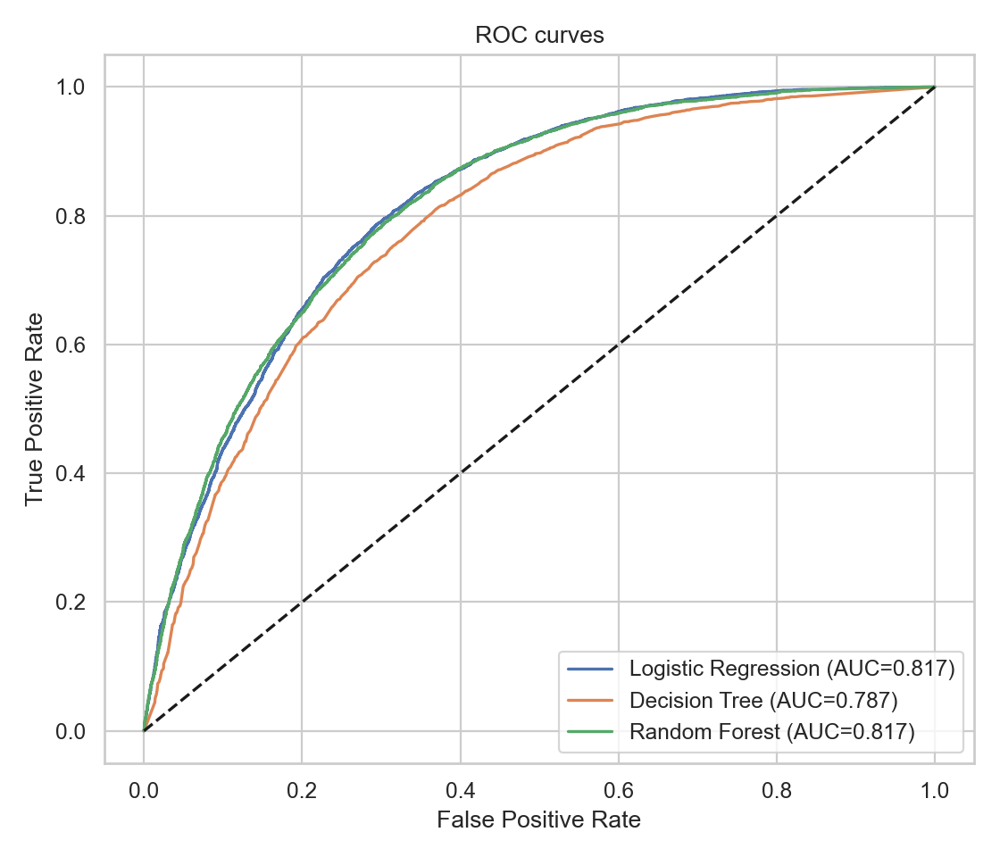 ROC curves
True Positive Rate
1.0
0.8
0.6
0.4
0.2
0.0
Logistic Regression (AUC=0.817)
Decision Tree (AUC=0.787)
Random Forest (AUC=0.817)
0.0 0.2 0.4 0.6 0.8 1.0
False Positive Rate